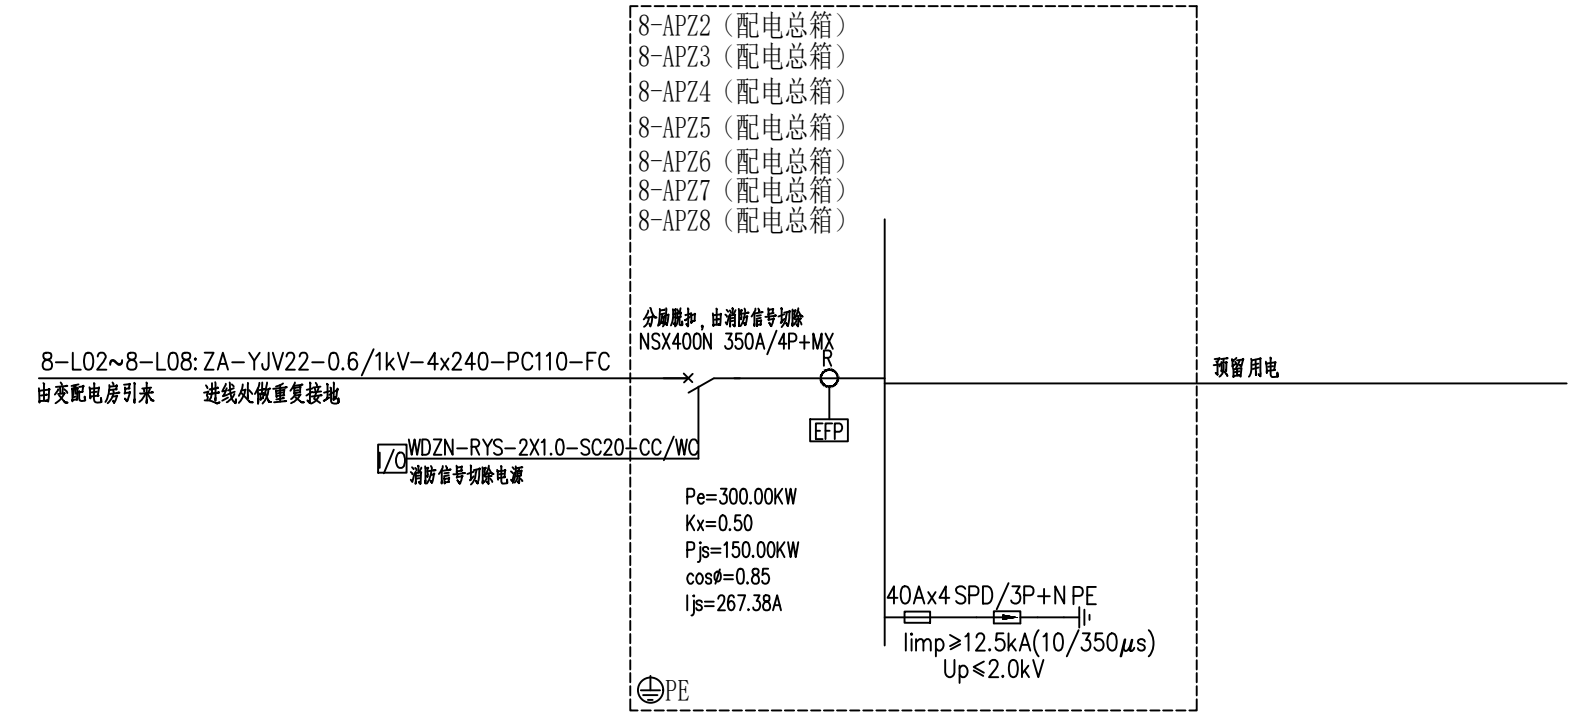 8-APZ2（配电总箱）
8-APZ3（配电总箱）
8-APZ4（配电总箱）
8-APZ5（配电总箱）
8-APZ6（配电总箱）
8-APZ7（配电总箱）
8-APZ8（配电总箱）
分励脱扣，由消防信号切除
NSX400N 350A/4P+MX
R
8-L02~8-L08: ZA-YJV22-0.6/1kV-4x240-PC110-FC
由变配电房引来 进线处做重复接地
预留用电
EFP
I/O
WDZN-RYS-2X1.0-SC20-CC/WC
消防信号切除电源
Pe=300.00KW
Kx=0.50
Pjs=150.00KW
cosø=0.85
Ijs=267.38A
40Ax4 SPD/3P+N PE
Iimp≥12.5kA(10/350μs)
Up≤2.0kV
PE